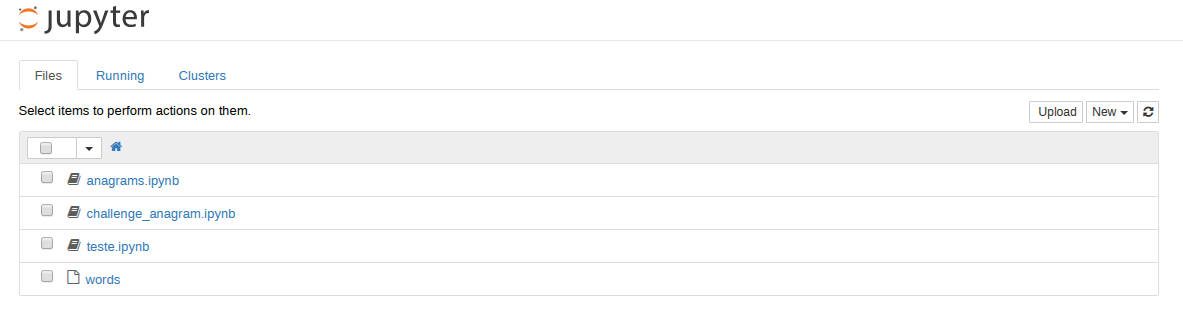 jupyter
Files Running Clusters
Select items to perform actions on them. Upload New
anagrams.ipynb
challenge_anagram.ipynb
teste.ipynb
words